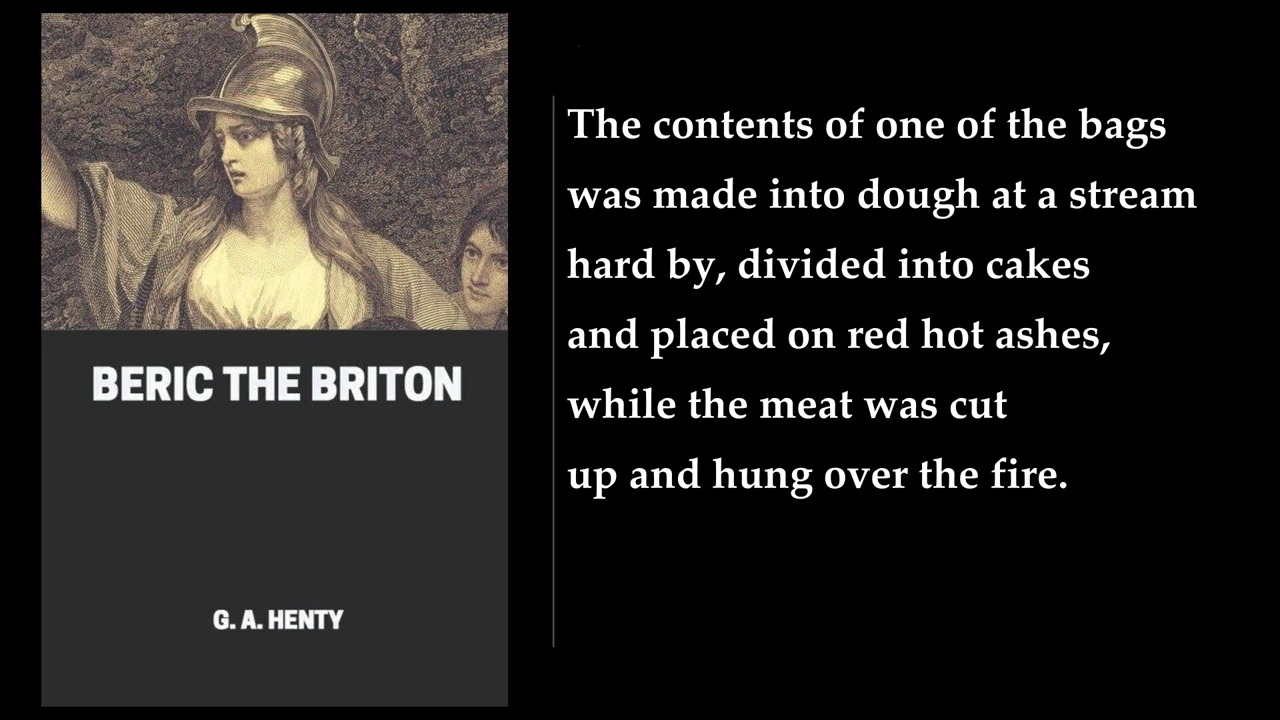 BERIC THE BRITON
G. A. HENTY
The contents of one of the bags
was made into dough at a stream
hard by, divided into cakes
and placed on red hot ashes,
while the meat was cut
up and hung over the fire.